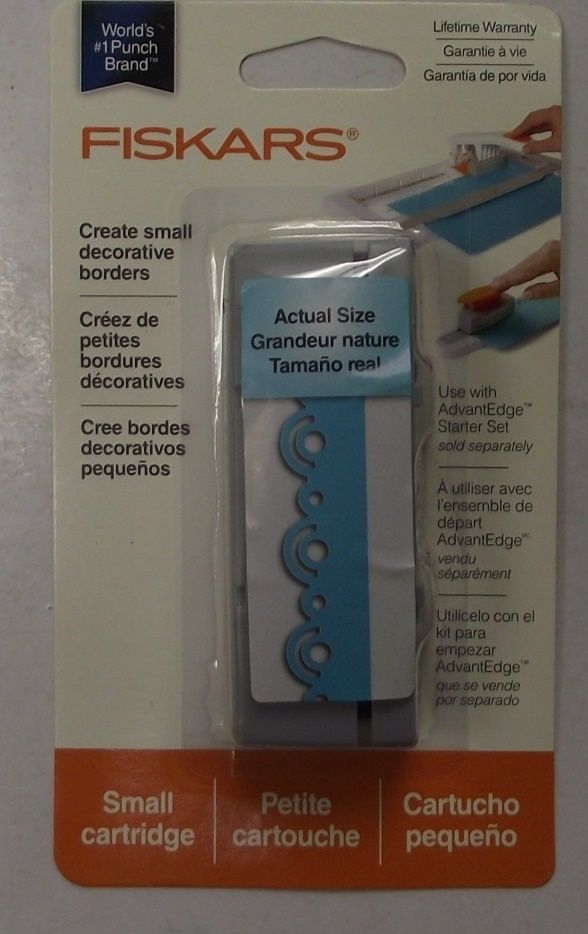 World's™
#1 Punch
Brand™
Lifetime Warranty
Garantie à vie
Garantía de por vida
FISKARS®
Create small
decorative
borders
Créez de
petites
bordures
décoratives
Cree bordes
decorativos
pequeños
Actual Size
Grandeur nature
Tamaño real
Use with
AdvantEdge™
Starter Set
sold separately
À utiliser avec
l'ensemble de
départ
AdvantEdge MC
vendu
séparément
Utilícelo con el
kit para
empezar
AdvantEdge™
que se vende
por separado
Small
cartridge
Petite
cartouche
Cartucho
pequeño